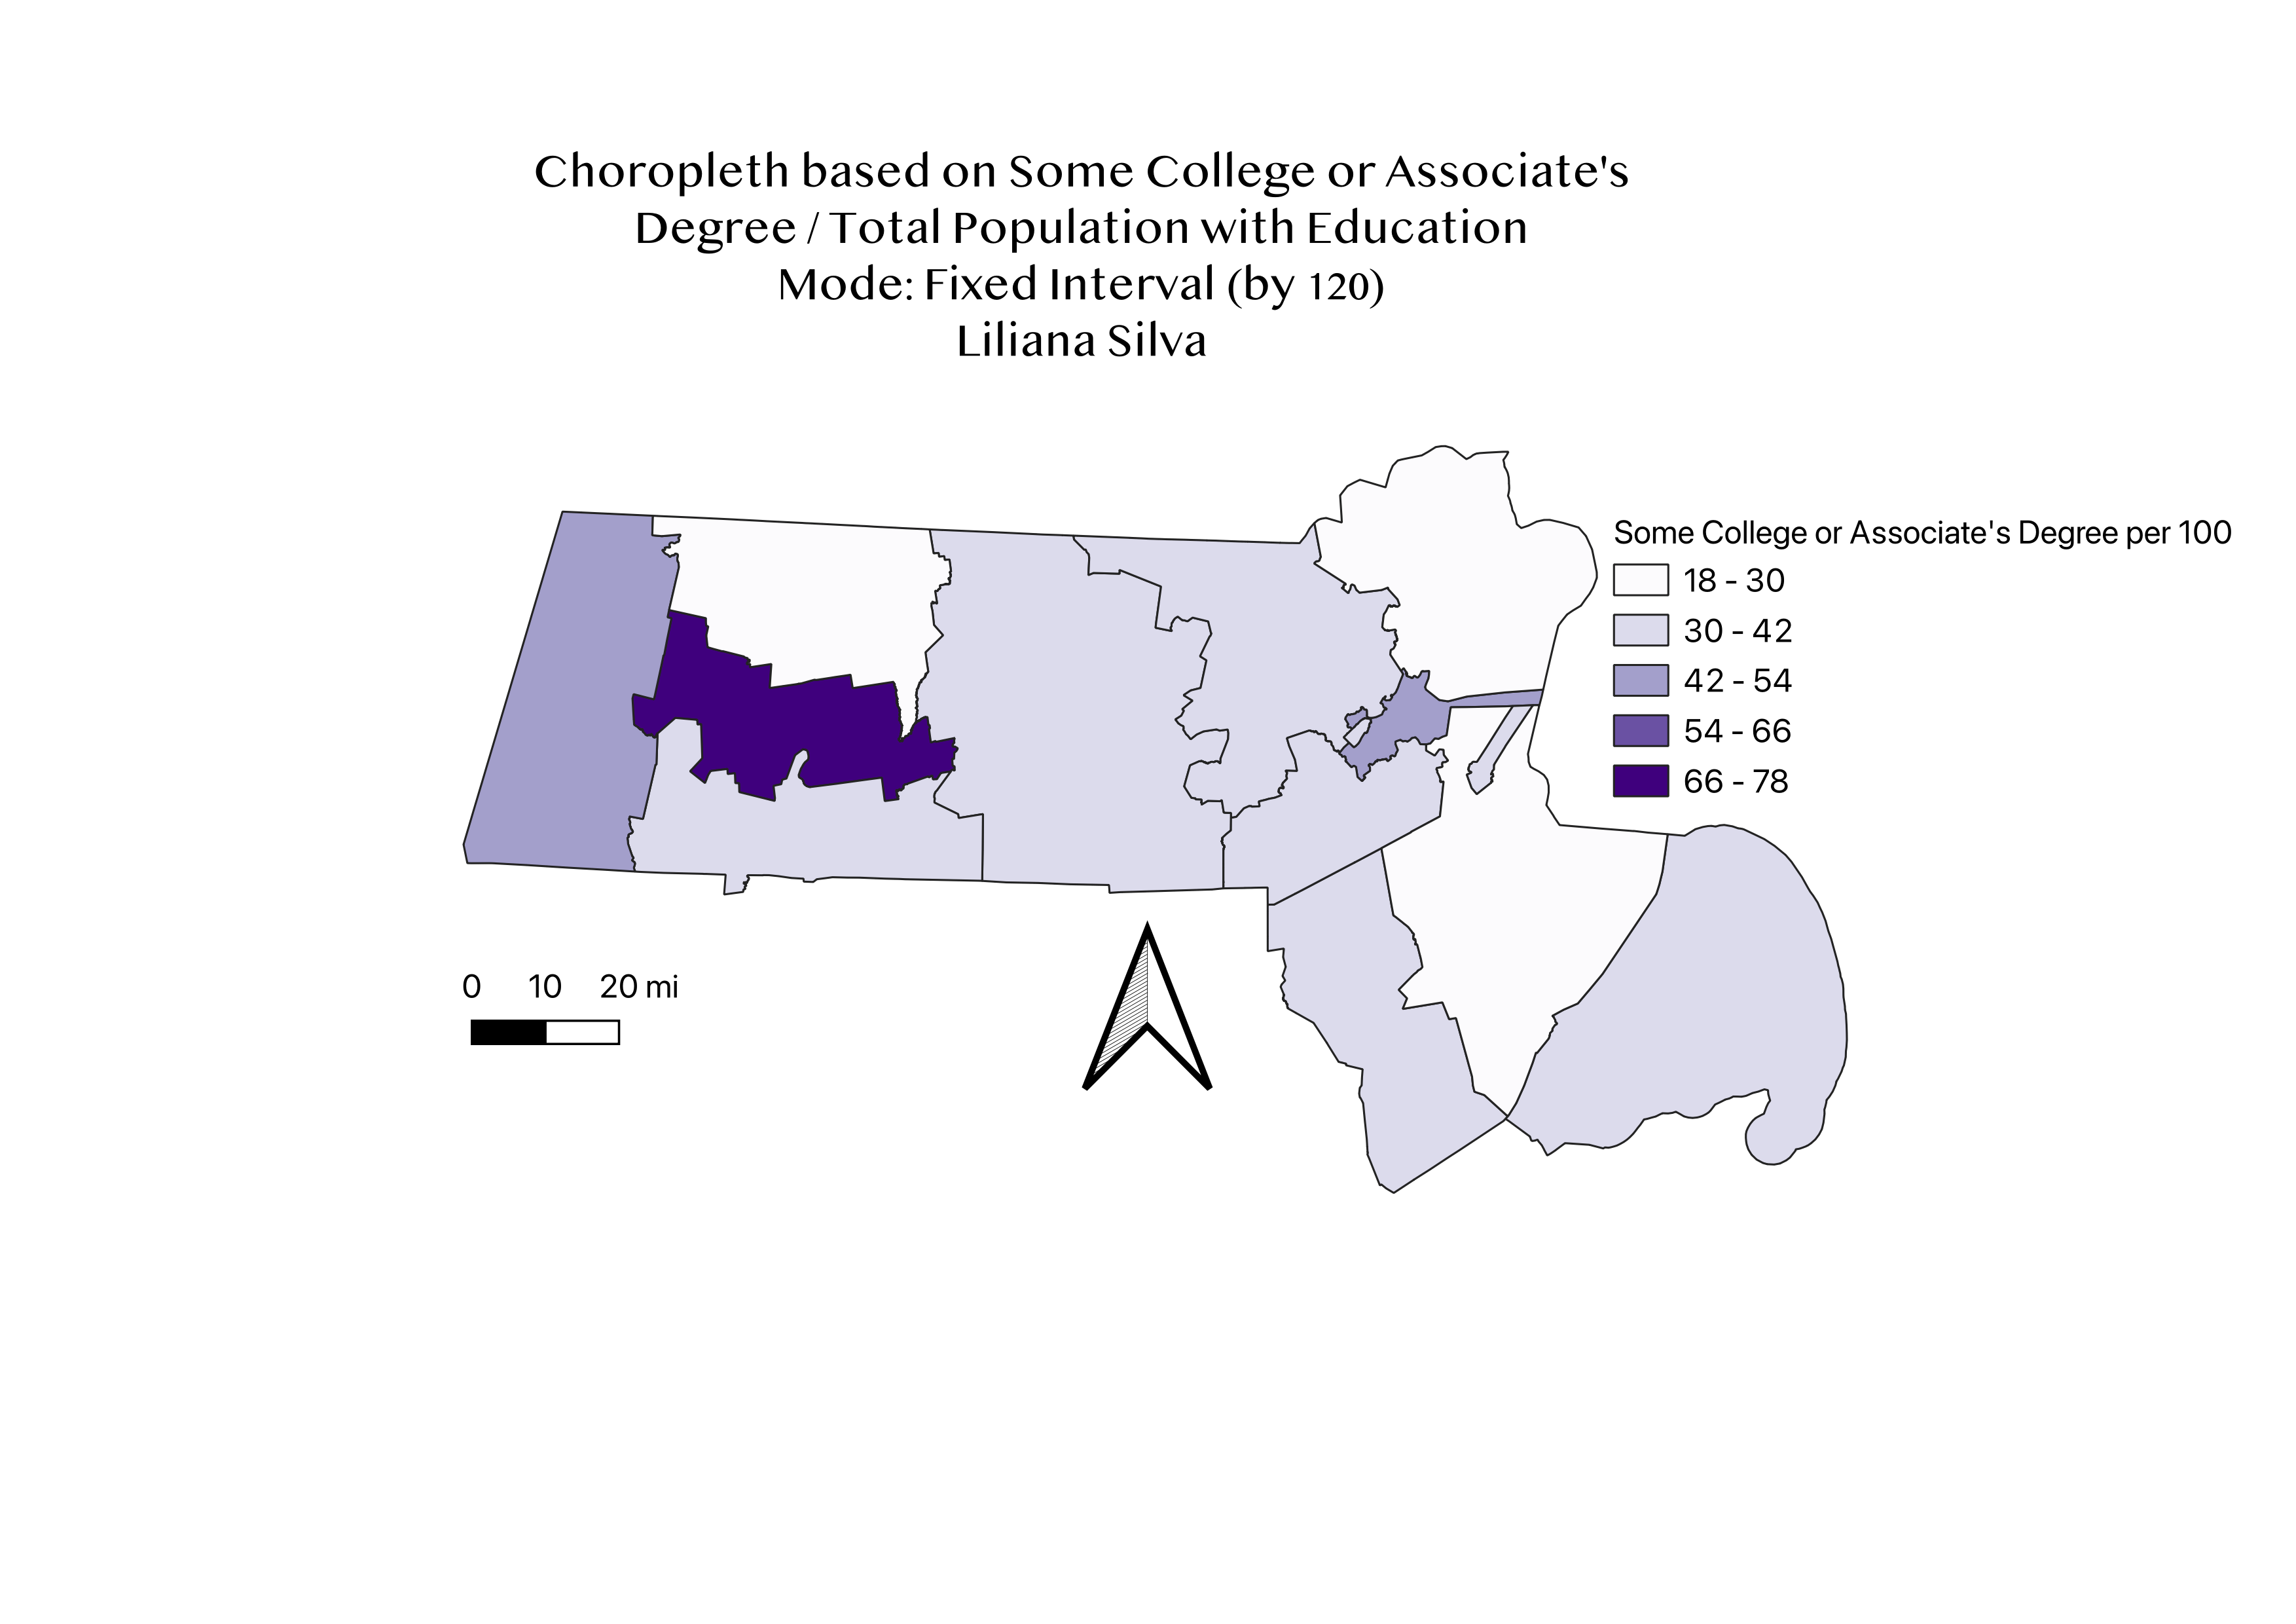 Choropleth based on Some College or Associate's
Degree / Total Population with Education
Mode: Fixed Interval (by 120)
Liliana Silva
Some College or Associate's Degree per 100
18 - 30
30 - 42
42 - 54
54 - 66
66 - 78
0 10 20 mi